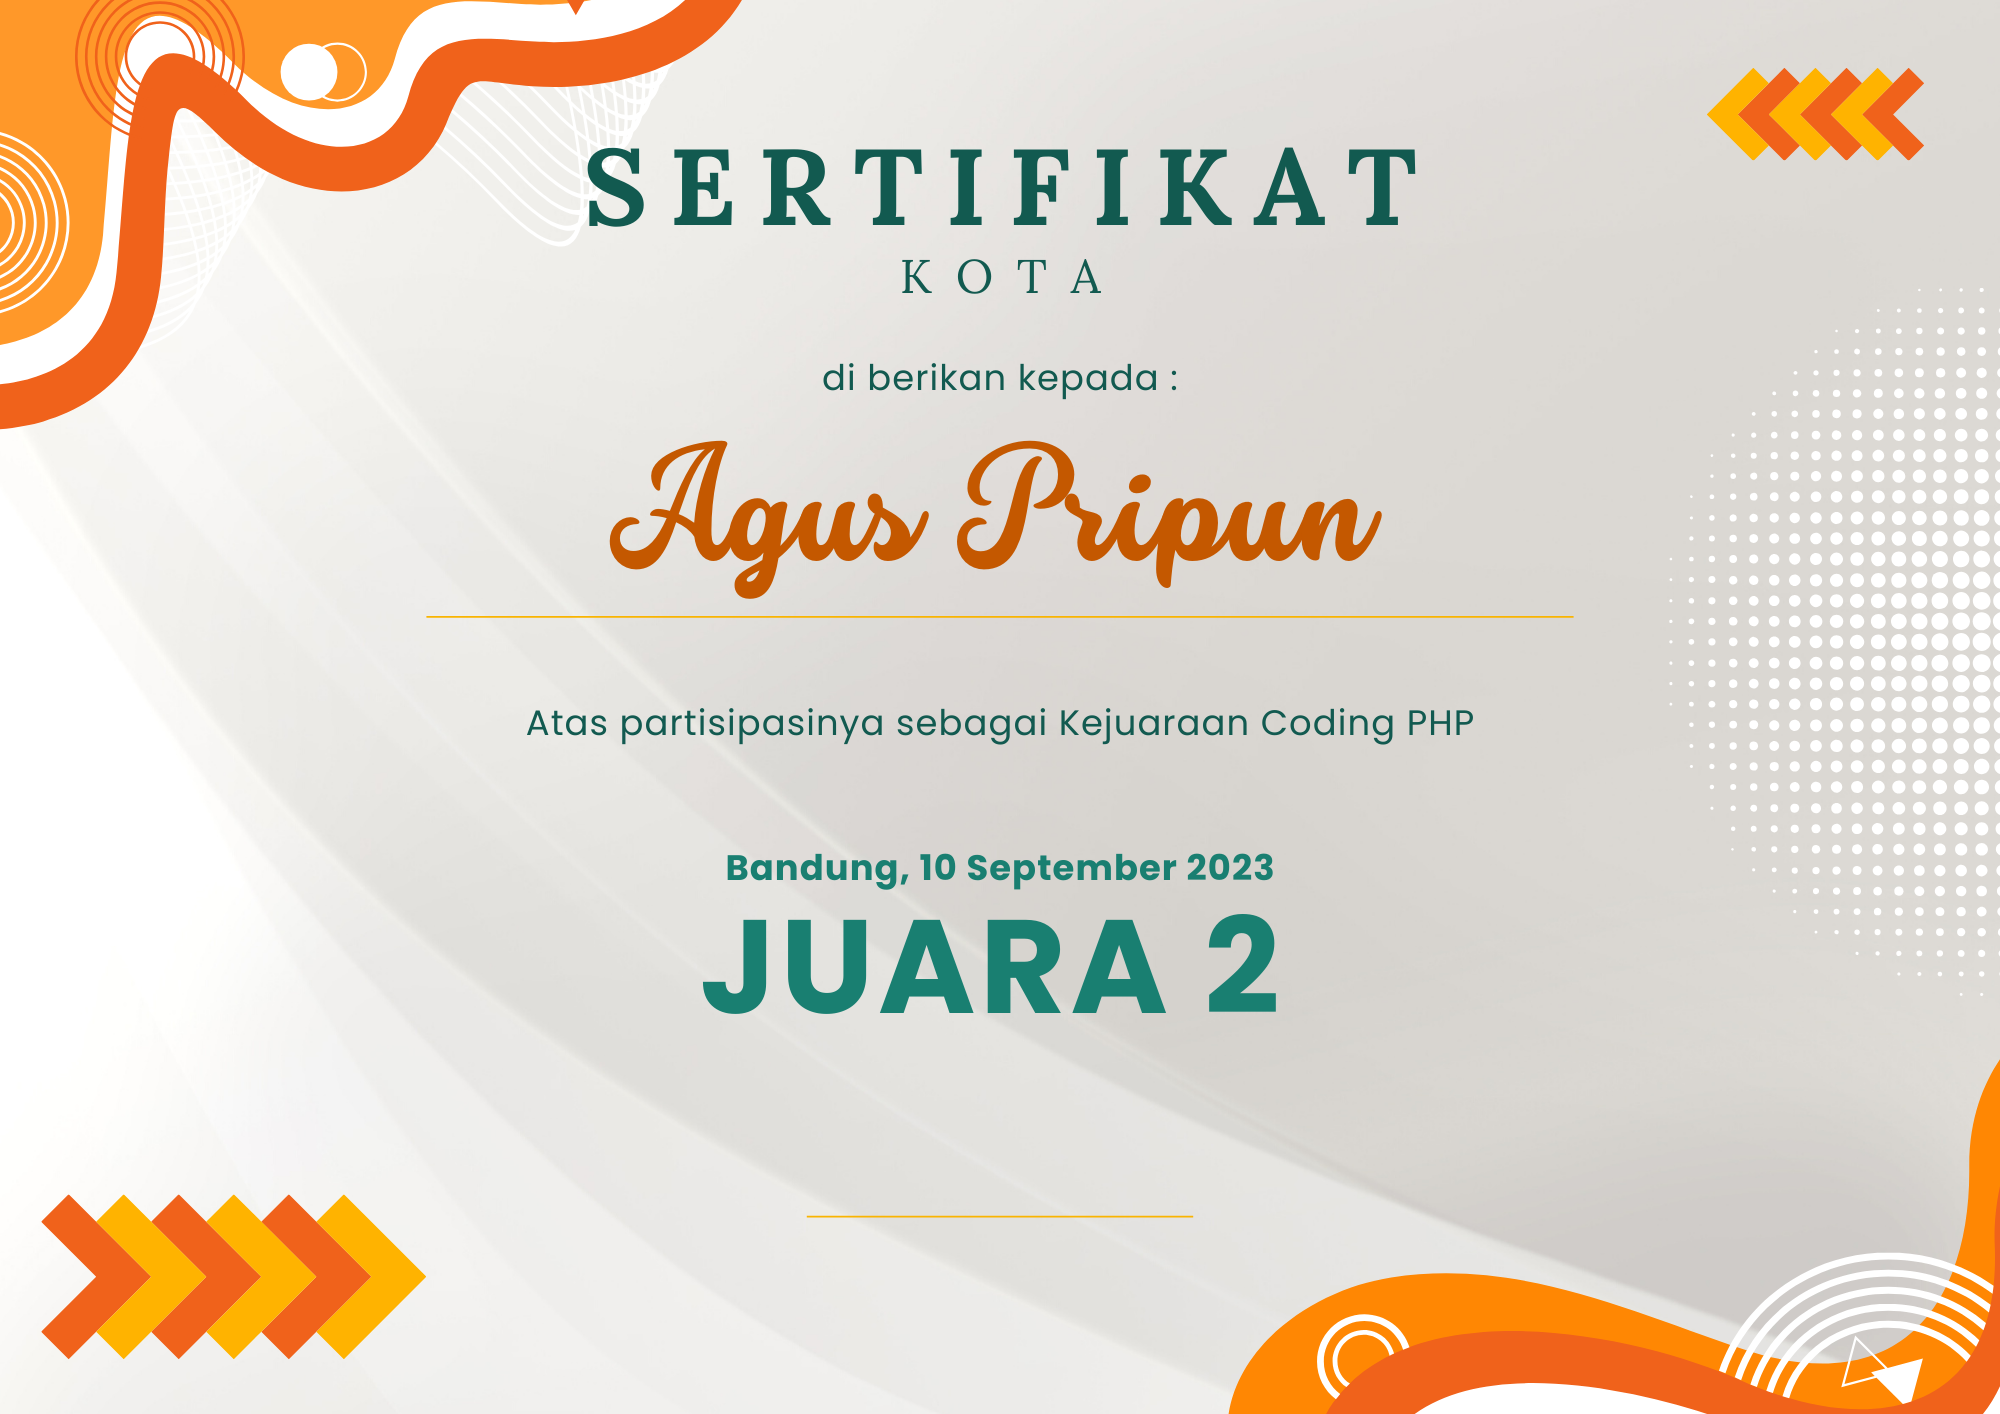 SERTIFIKAT
KOTA
di berikan kepada :
Agus Pripun
Atas partisipasinya sebagai Kejuaraan Coding PHP
Bandung, 10 September 2023
JUARA 2